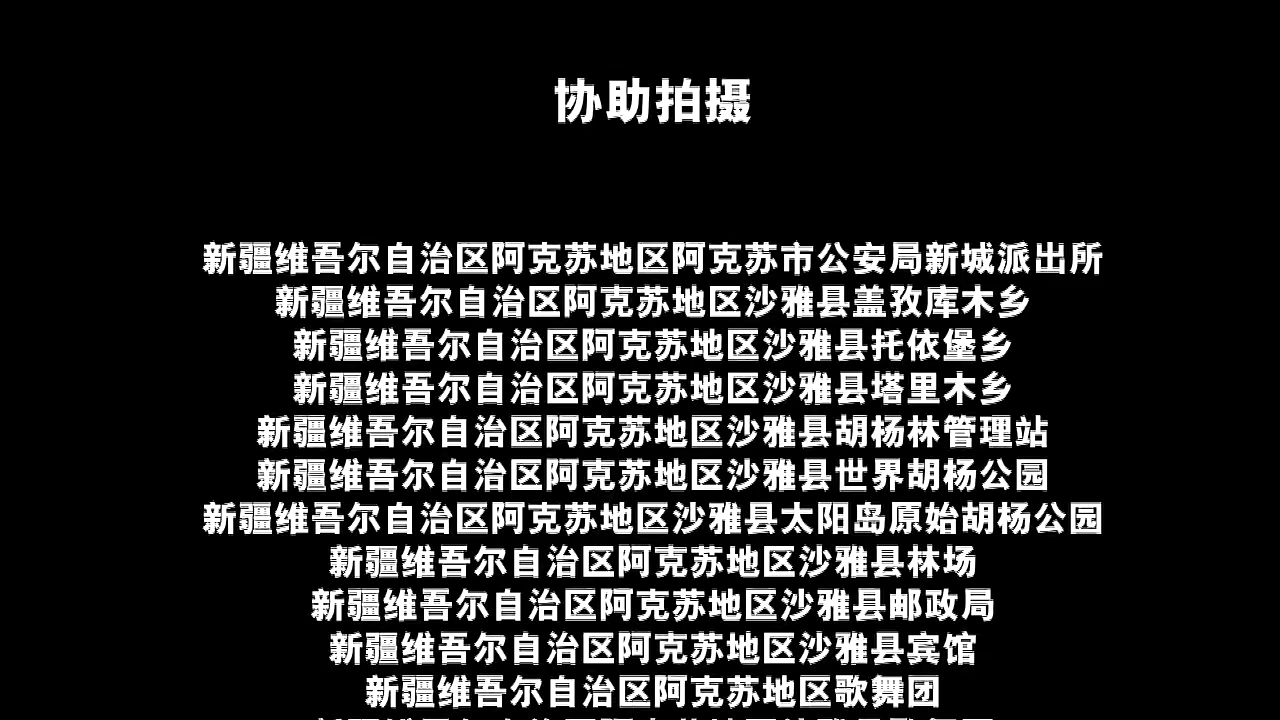 协助拍摄
新疆维吾尔自治区阿克苏地区阿克苏市公安局新城派出所
新疆维吾尔自治区阿克苏地区沙雅县盖孜库木乡
新疆维吾尔自治区阿克苏地区沙雅县托依堡乡
新疆维吾尔自治区阿克苏地区沙雅县塔里木乡
新疆维吾尔自治区阿克苏地区沙雅县胡杨林管理站
新疆维吾尔自治区阿克苏地区沙雅县世界胡杨公园
新疆维吾尔自治区阿克苏地区沙雅县太阳岛原始胡杨公园
新疆维吾尔自治区阿克苏地区沙雅县林场
新疆维吾尔自治区阿克苏地区沙雅县邮政局
新疆维吾尔自治区阿克苏地区沙雅县宾馆
新疆维吾尔自治区阿克苏地区歌舞团